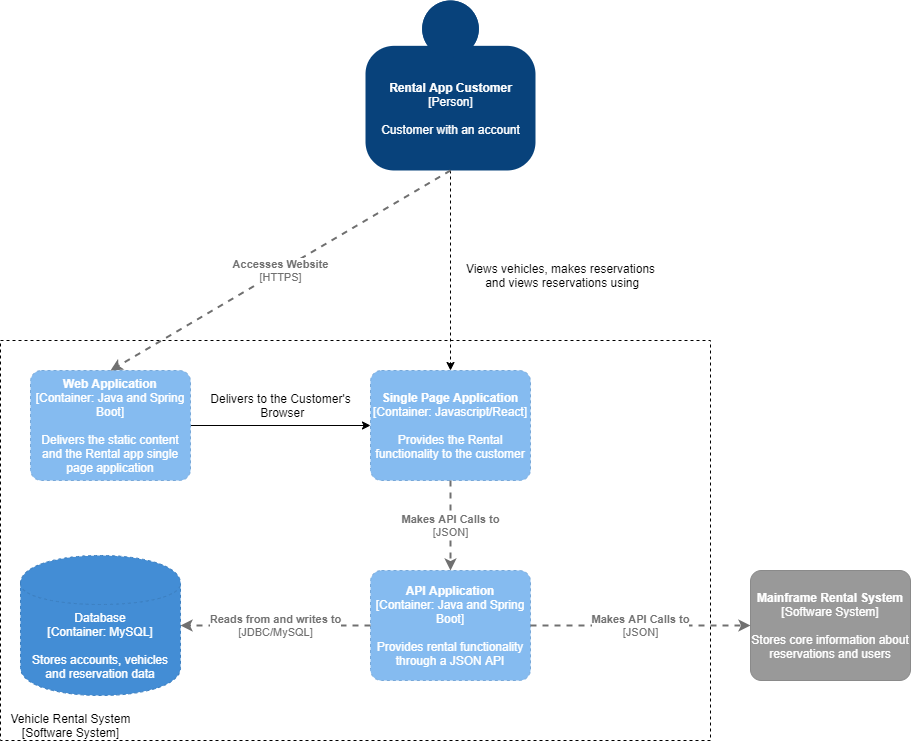 Rental App Customer
[Person]
Customer with an account
Accesses Website
[HTTPS]
Views vehicles, makes reservations
and views reservations using
Web Application
[Container: Java and Spring
Boot]
Delivers the static content
and the Rental app single
page application
Delivers to the Customer's
Browser
Single Page Application
[Container: Javascript/React]
Provides the Rental
functionality to the customer
Makes API Calls to
[JSON]
Database
[Container: MySQL]
Stores accounts, vehicles
and reservation data
Reads from and writes to
[JDBC/MySQL]
API Application
[Container: Java and Spring
Boot]
Provides rental functionality
through a JSON API
Makes API Calls to
[JSON]
Mainframe Rental System
[Software System]
Stores core information about
reservations and users
Vehicle Rental System
[Software System]